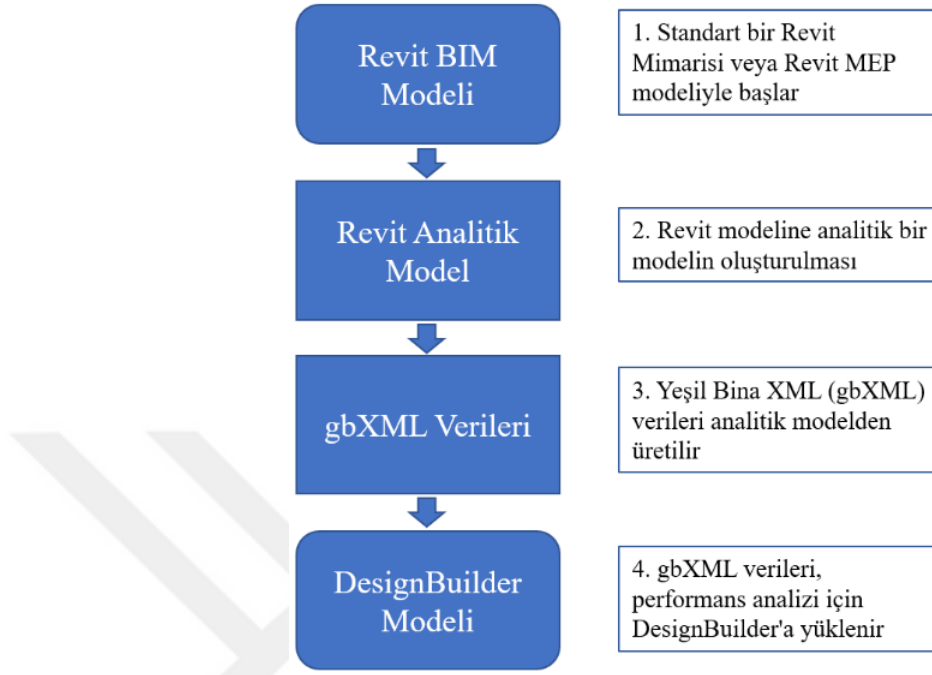 Revit BIM
Modeli
1. Standart bir Revit
Mimarisi veya Revit MEP
modeliyle başlar
Revit Analitik
Model
2. Revit modeline analitik bir
modelin oluşturulması
gbXML Verileri
3. Yeşil Bina XML (gbXML)
verileri analitik modelden
üretilir
DesignBuilder
Modeli
4. gbXML verileri,
performans analizi için
DesignBuilder'a yüklenir